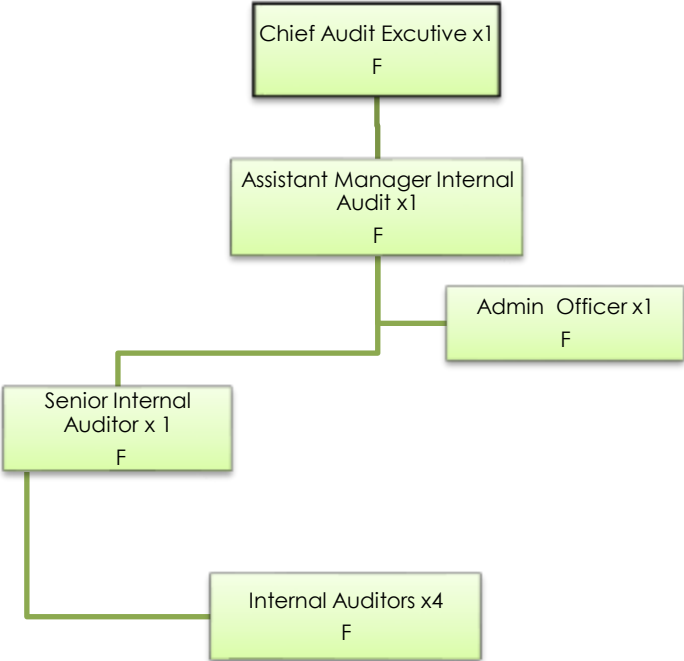 Chief Audit Excutive x1
F
Assistant Manager Internal
Audit x1
F
Admin  Officer x1
F
Senior Internal
Auditor x 1
F
Internal Auditors x4
F